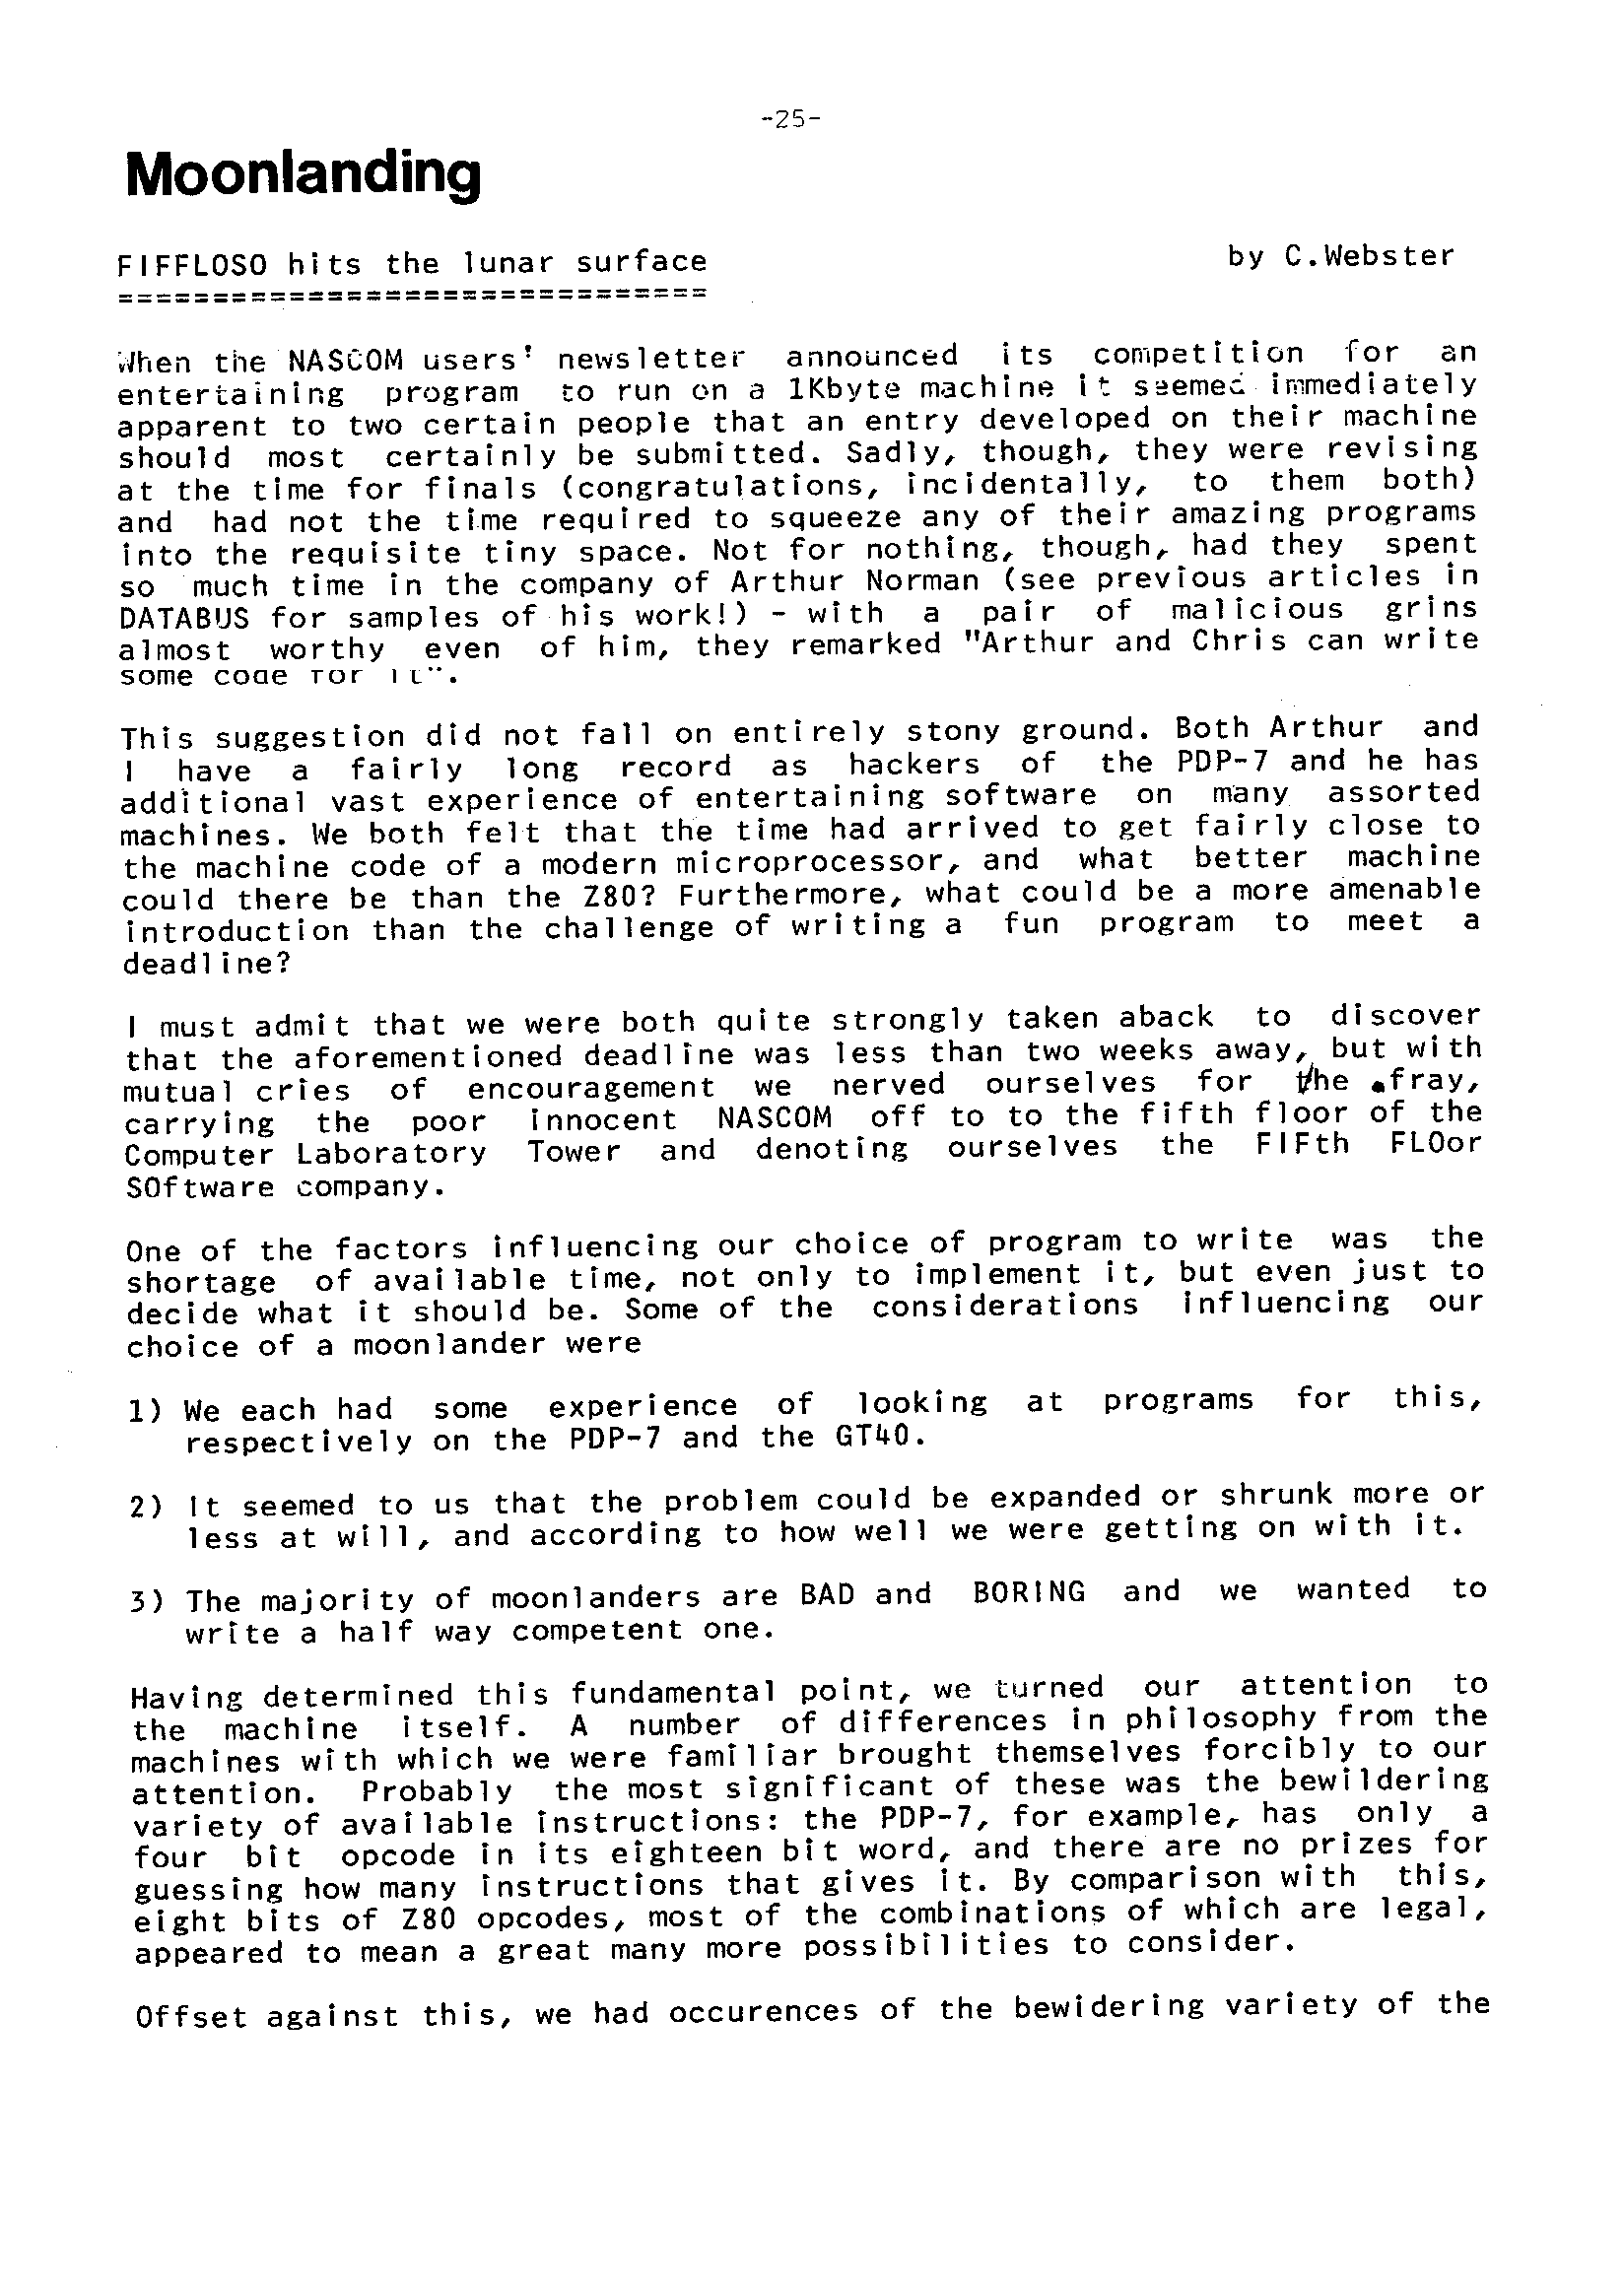 -25-
Moonlanding
FIFFLOSO hits the lunar surface by C.Webster
===============================
When the NASCOM users' newsletter announced its competition for an
entertaining program to run on a 1Kbyte machine it seemed immediately
apparent to two certain people that an entry developed on their machine
should most certainly be submitted. Sadly, though, they were revising
at the time for finals (congratulations, incidentally, to them both)
and had not the time required to squeeze any of their amazing programs
into the requisite tiny space. Not for nothing, though, had they spent
so much time in the company of Arthur Norman (see previous articles in
DATABUS for samples of his work!) - with a pair of malicious grins
almost worthy even of him, they remarked "Arthur and Chris can write
some code for it".
This suggestion did not fall on entirely stony ground. Both Arthur and
I have a fairly long record as hackers of the PDP-7 and he has
additional vast experience of entertaining software on many assorted
machines. We both felt that the time had arrived to get fairly close to
the machine code of a modern microprocessor, and what better machine
could there be than the Z80? Furthermore, what could be a more amenable
introduction than the challenge of writing a fun program to meet a
deadline?
I must admit that we were both quite strongly taken aback to discover
that the aforementioned deadline was less than two weeks away, but with
mutual cries of encouragement we nerved ourselves for the fray,
carrying the poor innocent NASCOM off to to the fifth floor of the
Computer Laboratory Tower and denoting ourselves the FIFth FLOor
SOftware company.
One of the factors influencing our choice of program to write was the
shortage of available time, not only to implement it, but even just to
decide what it should be. Some of the considerations influencing our
choice of a moonlander were
1) We each had some experience of looking at programs for this,
respectively on the PDP-7 and the GT40.
2) It seemed to us that the problem could be expanded or shrunk more or
less at will, and according to how well we were getting on with it.
3) The majority of moonlanders are BAD and BORING and we wanted to
write a half way competent one.
Having determined this fundamental point, we turned our attention to
the machine itself. A number of differences in philosophy from the
machines with which we were familiar brought themselves forcibly to our
attention. Probably the most significant of these was the bewildering
variety of available instructions: the PDP-7, for example, has only a
four bit opcode in its eighteen bit word, and there are no prizes for
guessing how many instructions that gives it. By comparison with this,
eight bits of Z80 opcodes, most of the combinations of which are legal,
appeared to mean a great many more possibilities to consider.
Offset against this, we had occurences of the bewidering variety of the